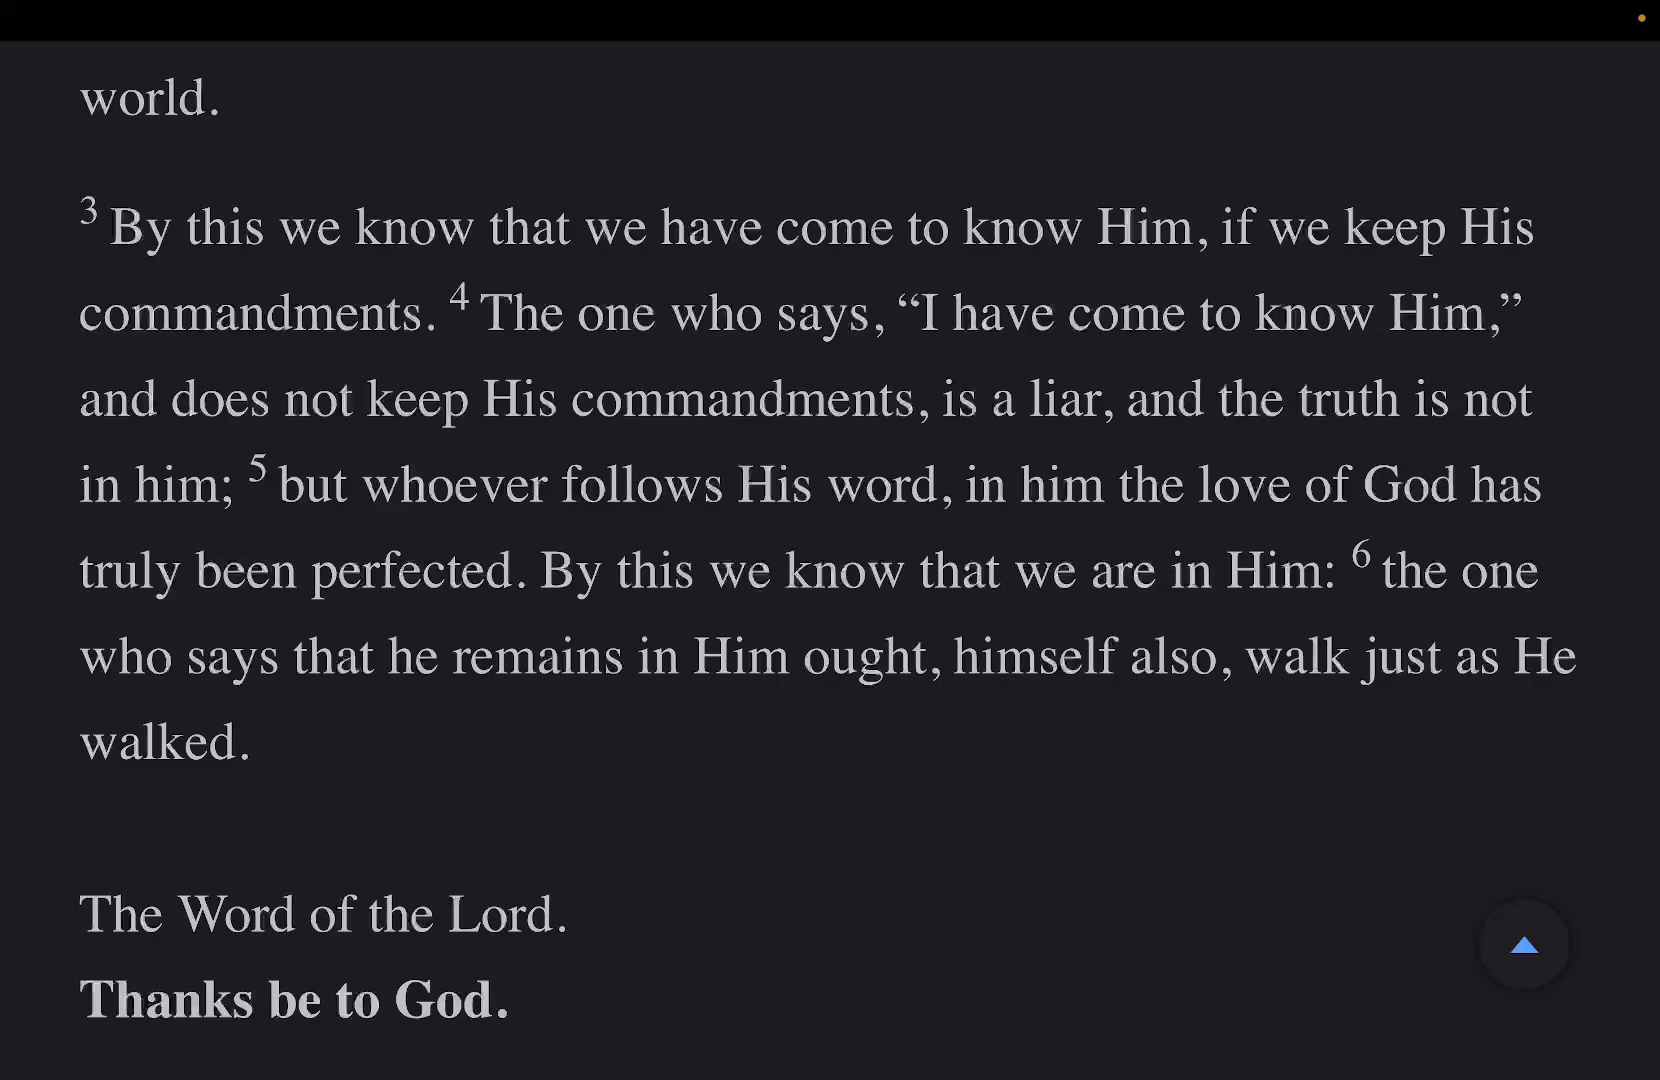 world.
3 By this we know that we have come to know Him, if we keep His
commandments. 4 The one who says, “I have come to know Him,”
and does not keep His commandments, is a liar, and the truth is not
in him; 5 but whoever follows His word, in him the love of God has
truly been perfected. By this we know that we are in Him: 6 the one
who says that he remains in Him ought, himself also, walk just as He
walked.
The Word of the Lord.
Thanks be to God.